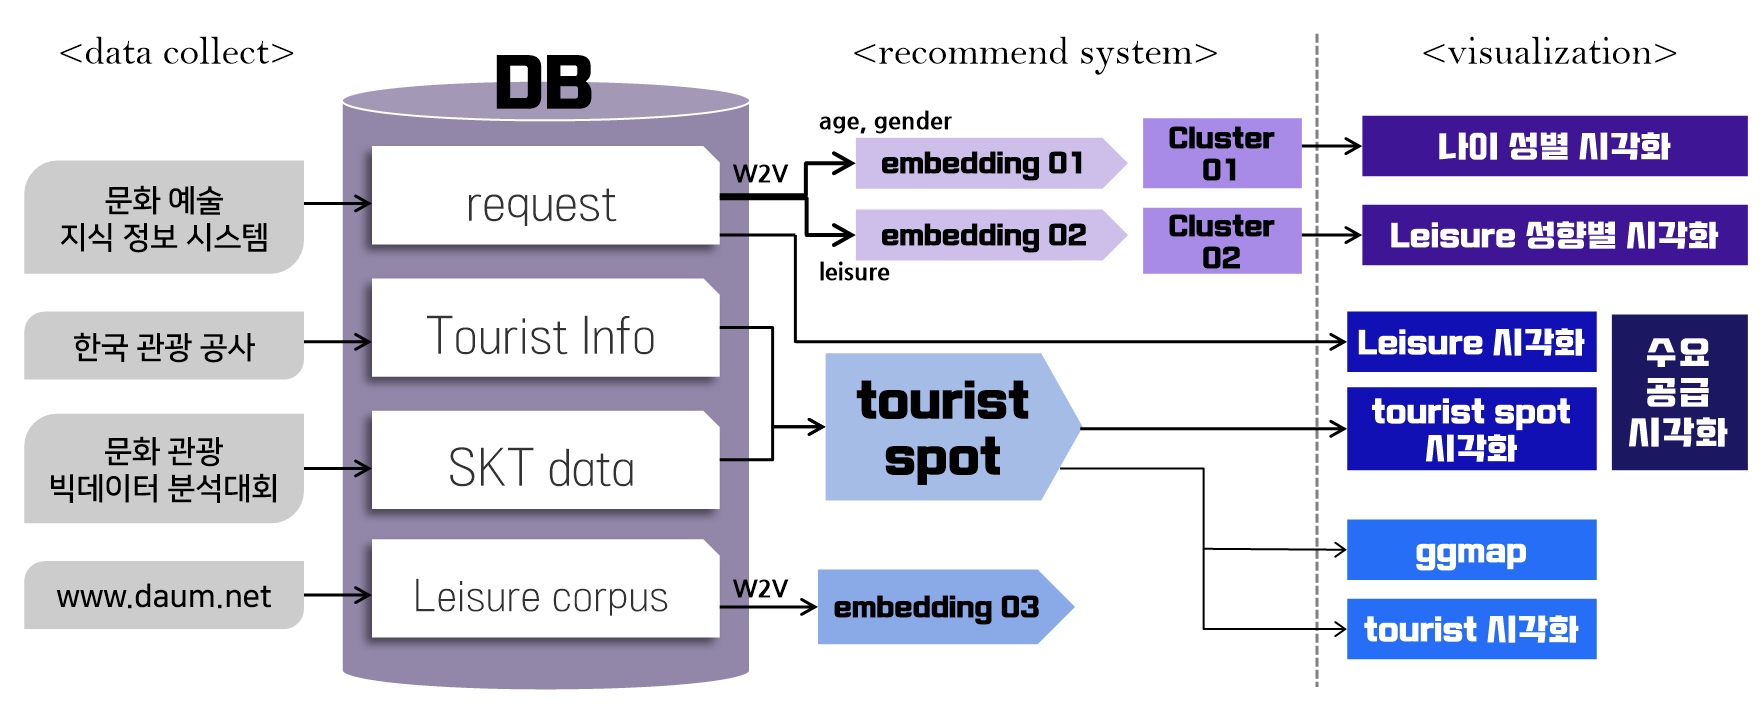 <data collect>
DB
<recommend system>
<visualization>
문화 예술
지식 정보 시스템
한국 관광 공사
문화 관광
빅데이터 분석대회
www.daum.net
request
Tourist Info
SKT data
Leisure corpus
W2V
age, gender
embedding 01
Cluster
01
embedding 02
leisure
Cluster
02
tourist
spot
W2V
embedding 03
나이 성별 시각화
Leisure 성향별 시각화
Leisure 시각화
tourist spot
시각화
수요
공급
시각화
ggmap
tourist 시각화